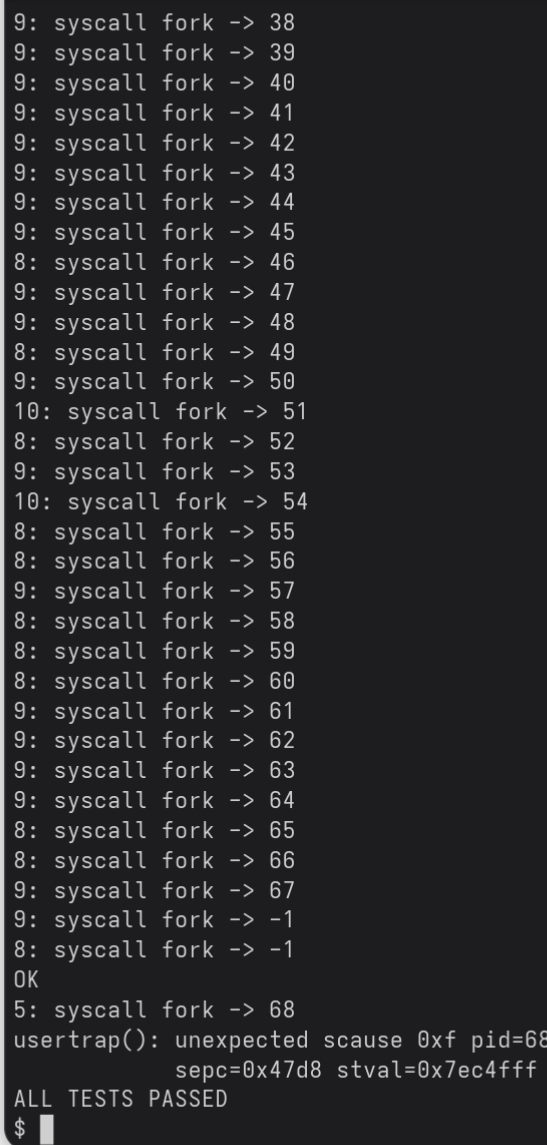 9: syscall fork -> 38
9: syscall fork -> 39
9: syscall fork -> 40
9: syscall fork -> 41
9: syscall fork -> 42
9: syscall fork -> 43
9: syscall fork -> 44
9: syscall fork -> 45
8: syscall fork -> 46
9: syscall fork -> 47
9: syscall fork -> 48
8: syscall fork -> 49
9: syscall fork -> 50
10: syscall fork -> 51
8: syscall fork -> 52
9: syscall fork -> 53
10: syscall fork -> 54
8: syscall fork -> 55
8: syscall fork -> 56
9: syscall fork -> 57
8: syscall fork -> 58
8: syscall fork -> 59
8: syscall fork -> 60
9: syscall fork -> 61
9: syscall fork -> 62
9: syscall fork -> 63
9: syscall fork -> 64
8: syscall fork -> 65
8: syscall fork -> 66
9: syscall fork -> 67
9: syscall fork -> -1
8: syscall fork -> -1
OK
5: syscall fork -> 68
usertrap(): unexpected scause 0xf pid=68
sepc=0x47d8 stval=0x7ec4fff
ALL TESTS PASSED
$